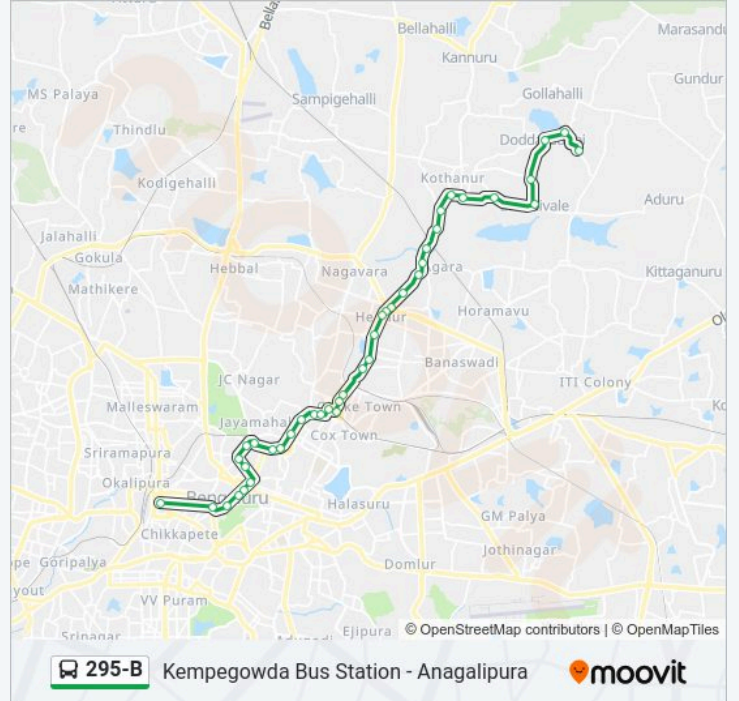 Bellahalli
Marasand
Kannuru
MS Palaya
Sampigehalli
Gollahalli
Gundur
Thindlu
Kodigehalli
Kothanur
Aduru
Jalahalli
Gokula
Hebbal
Nagavara
Kittaganuru
Mathikere
Horamavu
Banaswadi
JC Nagar
ITI Colony
Malleswaram
Cox Town
Sriramapura
Okalipura
Halasuru
GM Palya
Chikkapete
Jothinagar
Goripalya
Domlur
VV Puram
Ejipura
Srinagar
© OpenStreetMap contributors | © OpenMapTiles
295-B Kempegowda Bus Station - Anagalipura
moovit